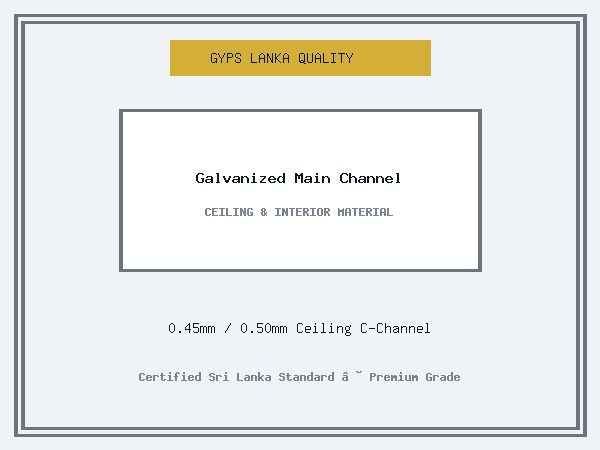 GYPS LANKA QUALITY
Galvanized Main Channel
CEILING & INTERIOR MATERIAL
0.45mm / 0.50mm Ceiling C-Channel
Certified Sri Lanka Standard â ˜ Premium Grade